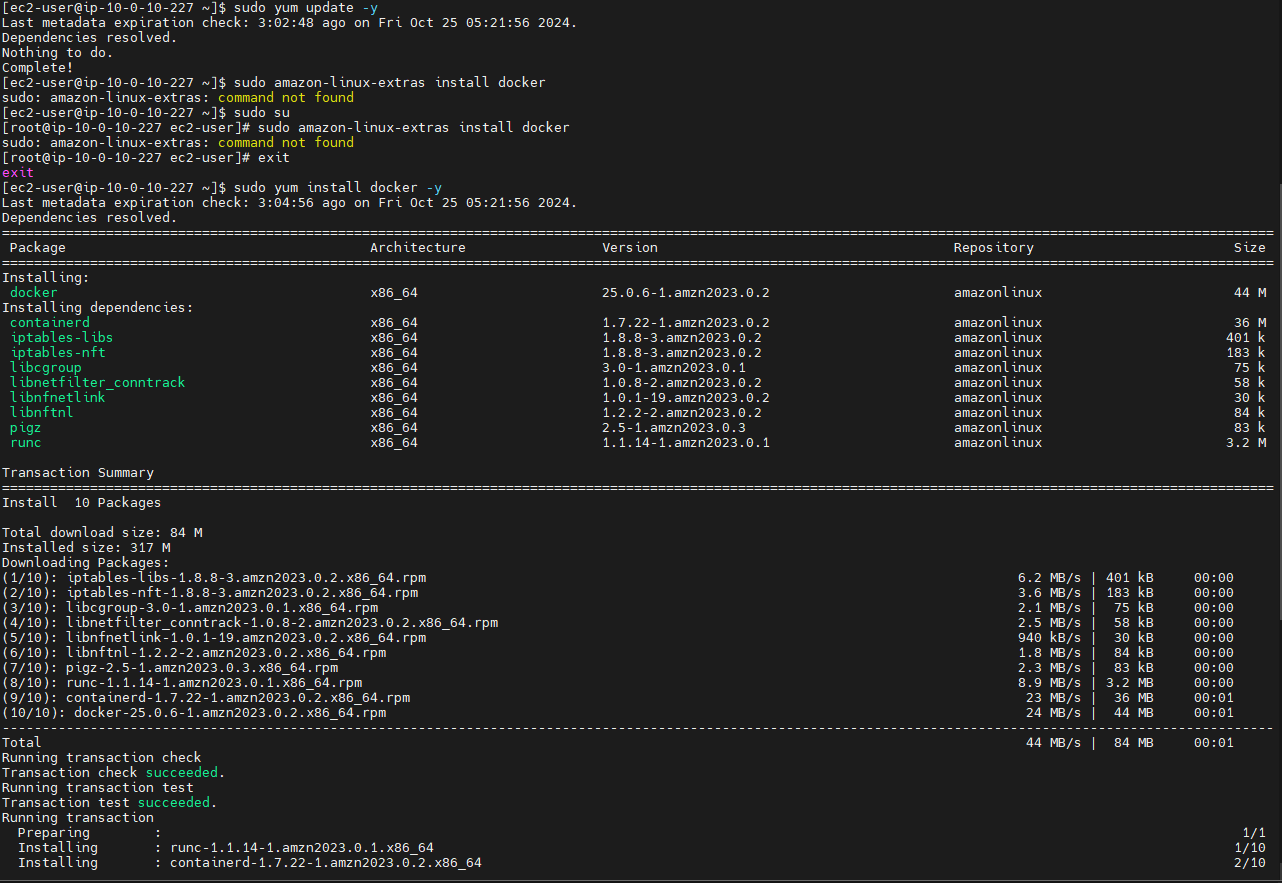 [ec2-user@ip-10-0-10-227 ~]$ sudo yum update -y
Last metadata expiration check: 3:02:48 ago on Fri Oct 25 05:21:56 2024.
Dependencies resolved.
Nothing to do.
Complete!
[ec2-user@ip-10-0-10-227 ~]$ sudo amazon-linux-extras install docker
sudo: amazon-linux-extras: command not found
[ec2-user@ip-10-0-10-227 ~]$ sudo su
[root@ip-10-0-10-227 ec2-user]# sudo amazon-linux-extras install docker
sudo: amazon-linux-extras: command not found
[root@ip-10-0-10-227 ec2-user]# exit
exit
[ec2-user@ip-10-0-10-227 ~]$ sudo yum install docker -y
Last metadata expiration check: 3:04:56 ago on Fri Oct 25 05:21:56 2024.
Dependencies resolved.
Package Architecture Version Repository Size
Installing:
docker x86_64 25.0.6-1.amzn2023.0.2 amazonlinux 44 M
Installing dependencies:
containerd x86_64 1.7.22-1.amzn2023.0.2 amazonlinux 36 M
iptables-libs x86_64 1.8.8-3.amzn2023.0.2 amazonlinux 401 k
iptables-nft x86_64 1.8.8-3.amzn2023.0.2 amazonlinux 183 k
libcgroup x86_64 3.0-1.amzn2023.0.1 amazonlinux 75 k
libnetfilter_conntrack x86_64 1.0.8-2.amzn2023.0.2 amazonlinux 58 k
libnfnetlink x86_64 1.0.1-19.amzn2023.0.2 amazonlinux 30 k
libnftnl x86_64 1.2.2-2.amzn2023.0.2 amazonlinux 84 k
pigz x86_64 2.5-1.amzn2023.0.3 amazonlinux 83 k
runc x86_64 1.1.14-1.amzn2023.0.1 amazonlinux 3.2 M
Transaction Summary
Install 10 Packages
Total download size: 84 M
Installed size: 317 M
Downloading Packages:
(1/10): iptables-libs-1.8.8-3.amzn2023.0.2.x86_64.rpm 6.2 MB/s | 401 kB 00:00
(2/10): iptables-nft-1.8.8-3.amzn2023.0.2.x86_64.rpm 3.6 MB/s | 183 kB 00:00
(3/10): libcgroup-3.0-1.amzn2023.0.1.x86_64.rpm 2.1 MB/s | 75 kB 00:00
(4/10): libnetfilter_conntrack-1.0.8-2.amzn2023.0.2.x86_64.rpm 2.5 MB/s | 58 kB 00:00
(5/10): libnfnetlink-1.0.1-19.amzn2023.0.2.x86_64.rpm 940 kB/s | 30 kB 00:00
(6/10): libnftnl-1.2.2-2.amzn2023.0.2.x86_64.rpm 1.8 MB/s | 84 kB 00:00
(7/10): pigz-2.5-1.amzn2023.0.3.x86_64.rpm 2.3 MB/s | 83 kB 00:00
(8/10): runc-1.1.14-1.amzn2023.0.1.x86_64.rpm 8.9 MB/s | 3.2 MB 00:00
(9/10): containerd-1.7.22-1.amzn2023.0.2.x86_64.rpm 23 MB/s | 36 MB 00:01
(10/10): docker-25.0.6-1.amzn2023.0.2.x86_64.rpm 24 MB/s | 44 MB 00:01
Total 44 MB/s | 84 MB 00:01
Running transaction check
Transaction check succeeded.
Running transaction test
Transaction test succeeded.
Running transaction
Preparing : 1/1
Installing : runc-1.1.14-1.amzn2023.0.1.x86_64 1/10
Installing : containerd-1.7.22-1.amzn2023.0.2.x86_64 2/10